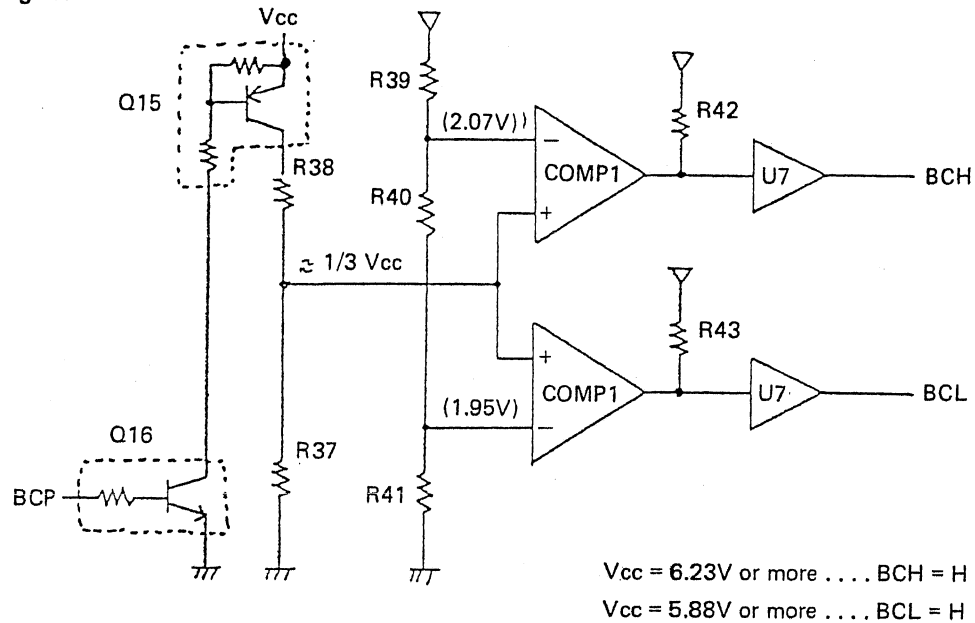 Vcc
Q15
R38
≈ 1/3 Vcc
R37
Q16
BCP
R39
(2.07V))
R40
(1.95V)
R41
−
COMP1
+
R42
U7
BCH
+
COMP1
−
R43
U7
BCL
Vcc = 6.23V or more .... BCH = H
Vcc = 5.88V or more .... BCL = H